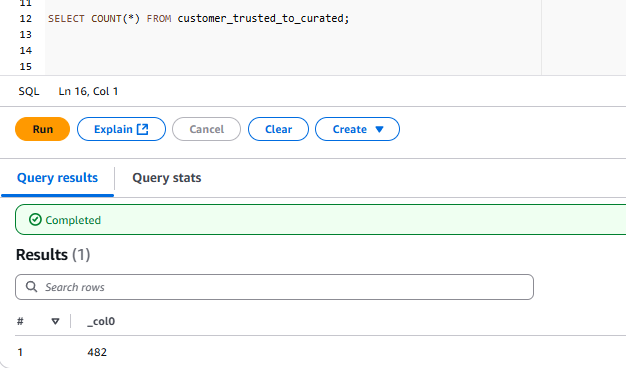 11
12 SELECT COUNT(*) FROM customer_trusted_to_curated;
13
14
15
SQL Ln 16, Col 1
Run Explain Cancel Clear Create
Query results Query stats
Completed
Results (1)
Search rows
# _col0
1 482